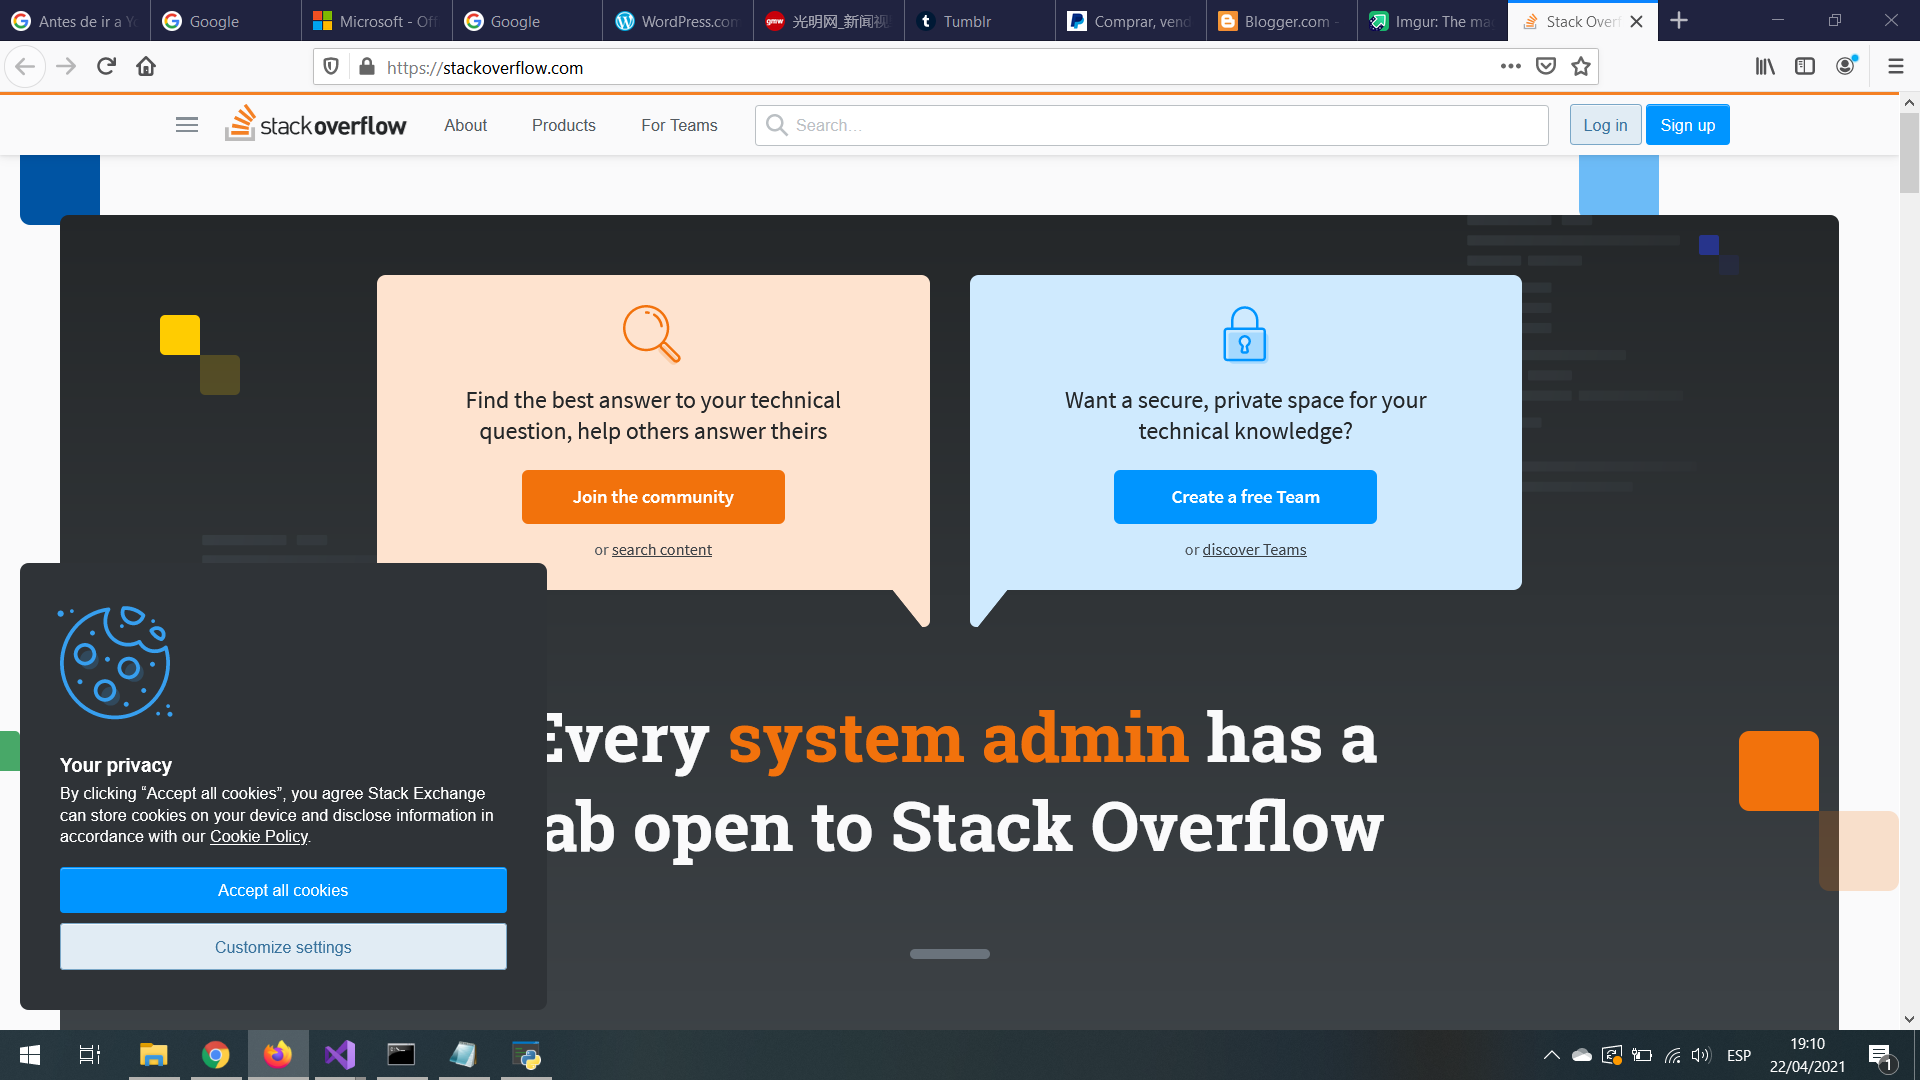 Antes de ir a Yo
Google
Microsoft - Off
Google
WordPress.com
光明网_新闻视
Tumblr
Comprar, vend
Blogger.com -
Imgur: The mag
Stack Overf
https://stackoverflow.com
stackoverflow
About
Products
For Teams
Search...
Log in
Sign up
Find the best answer to your technical
question, help others answer theirs
Join the community
or search content
Want a secure, private space for your
technical knowledge?
Create a free Team
or discover Teams
Every system admin has a
ab open to Stack Overflow
Your privacy
By clicking “Accept all cookies”, you agree Stack Exchange
can store cookies on your device and disclose information in
accordance with our Cookie Policy.
Accept all cookies
Customize settings
ESP
19:10
22/04/2021
1